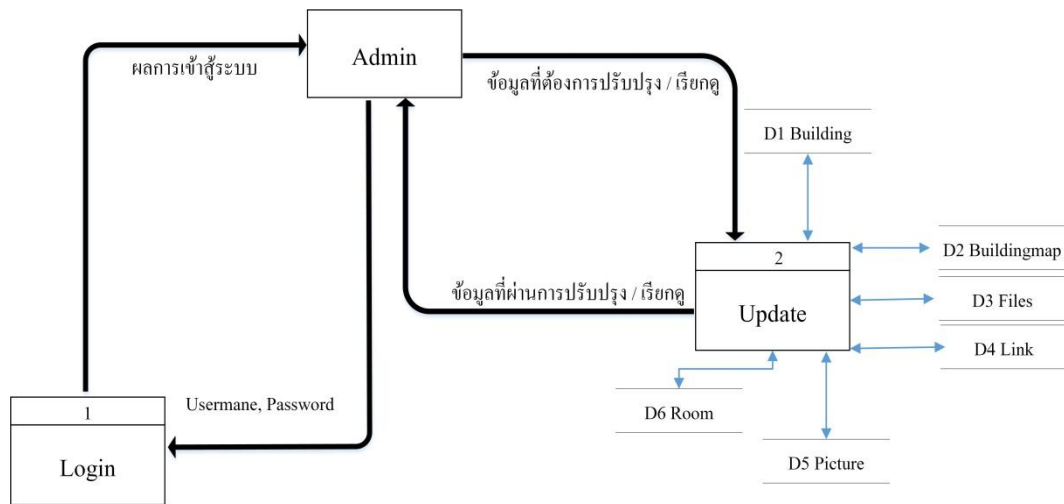 Admin
ผลการเข้าสู้ระบบ
ข้อมูลที่ต้องการปรับปรุง / เรียกดู
D1 Building
2
D2 Buildingmap
ข้อมูลที่ผ่านการปรับปรุง / เรียกดู
D3 Files
Update
D4 Link
Usermane, Password
D6 Room
1
Login
D5 Picture